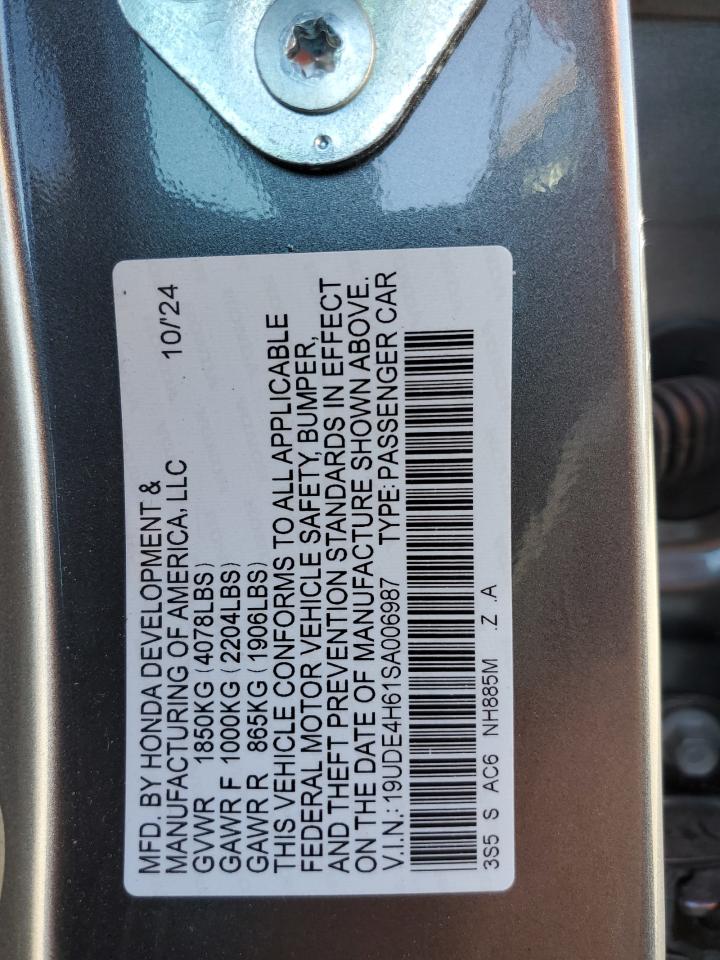 MFD. BY HONDA DEVELOPMENT &
MANUFACTURING OF AMERICA, LLC 10/'24
GVWR 1850KG (4078LBS)
GAWR F 1000KG (2204LBS)
GAWR R 865KG (1906LBS)
THIS VEHICLE CONFORMS TO ALL APPLICABLE
FEDERAL MOTOR VEHICLE SAFETY, BUMPER,
AND THEFT PREVENTION STANDARDS IN EFFECT
ON THE DATE OF MANUFACTURE SHOWN ABOVE.
V.I.N.: 19UDE4H61SA006987 TYPE: PASSENGER CAR
3S5 S AC6 NH885M .Z .A